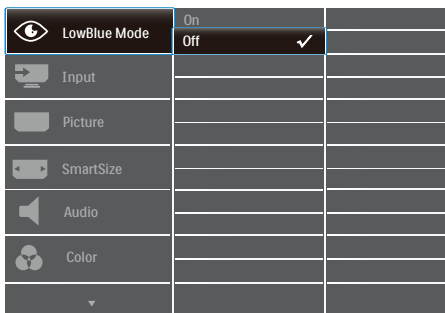 LowBlue Mode
On
Off
Input
Picture
SmartSize
Audio
Color